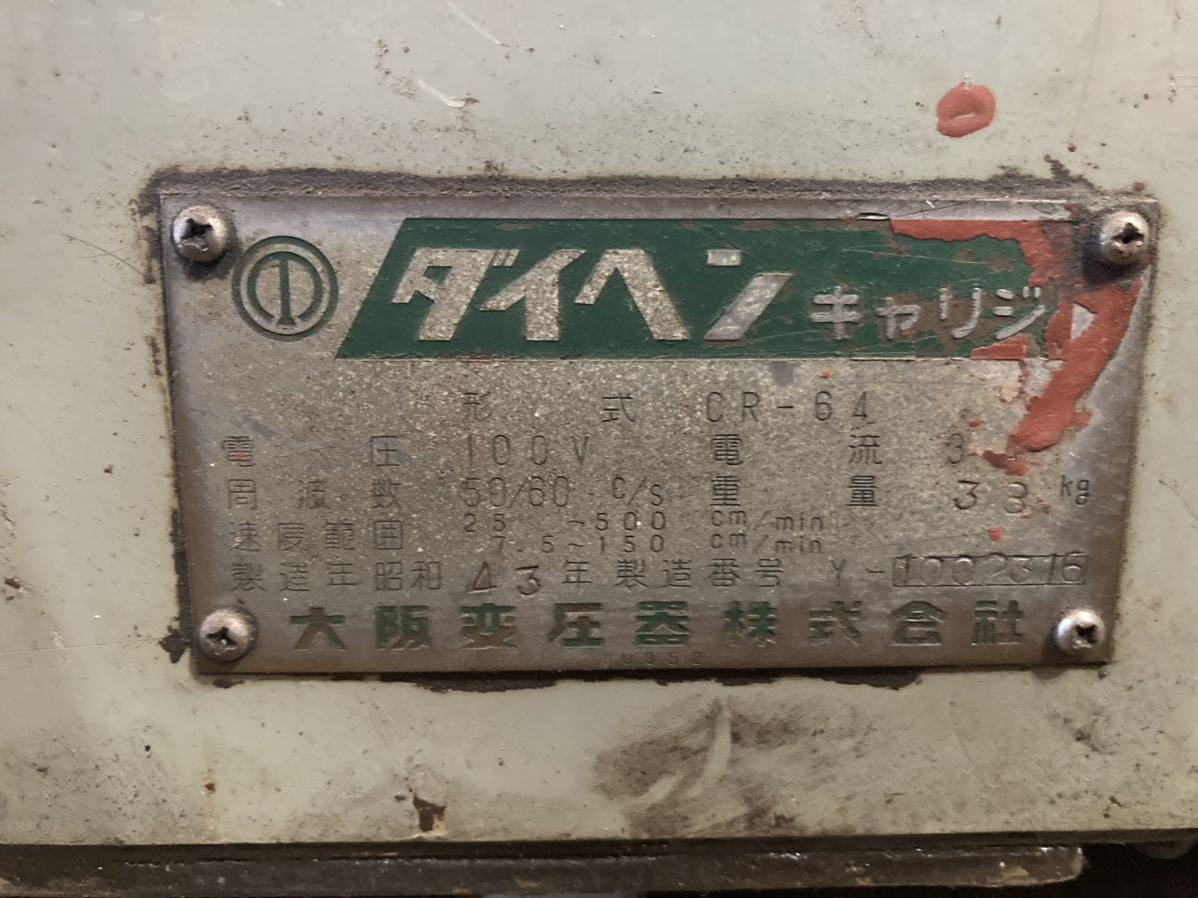 ダイヘン キャリジ
形式 CR-64
電圧 100V 電流
周波数 50/60 c/s 重量 33 kg
速度範囲 25 ~500 cm/min
7.5~150 cm/min
製造年昭和 43年 製造番号 Y-1002376
大阪変圧器株式会社